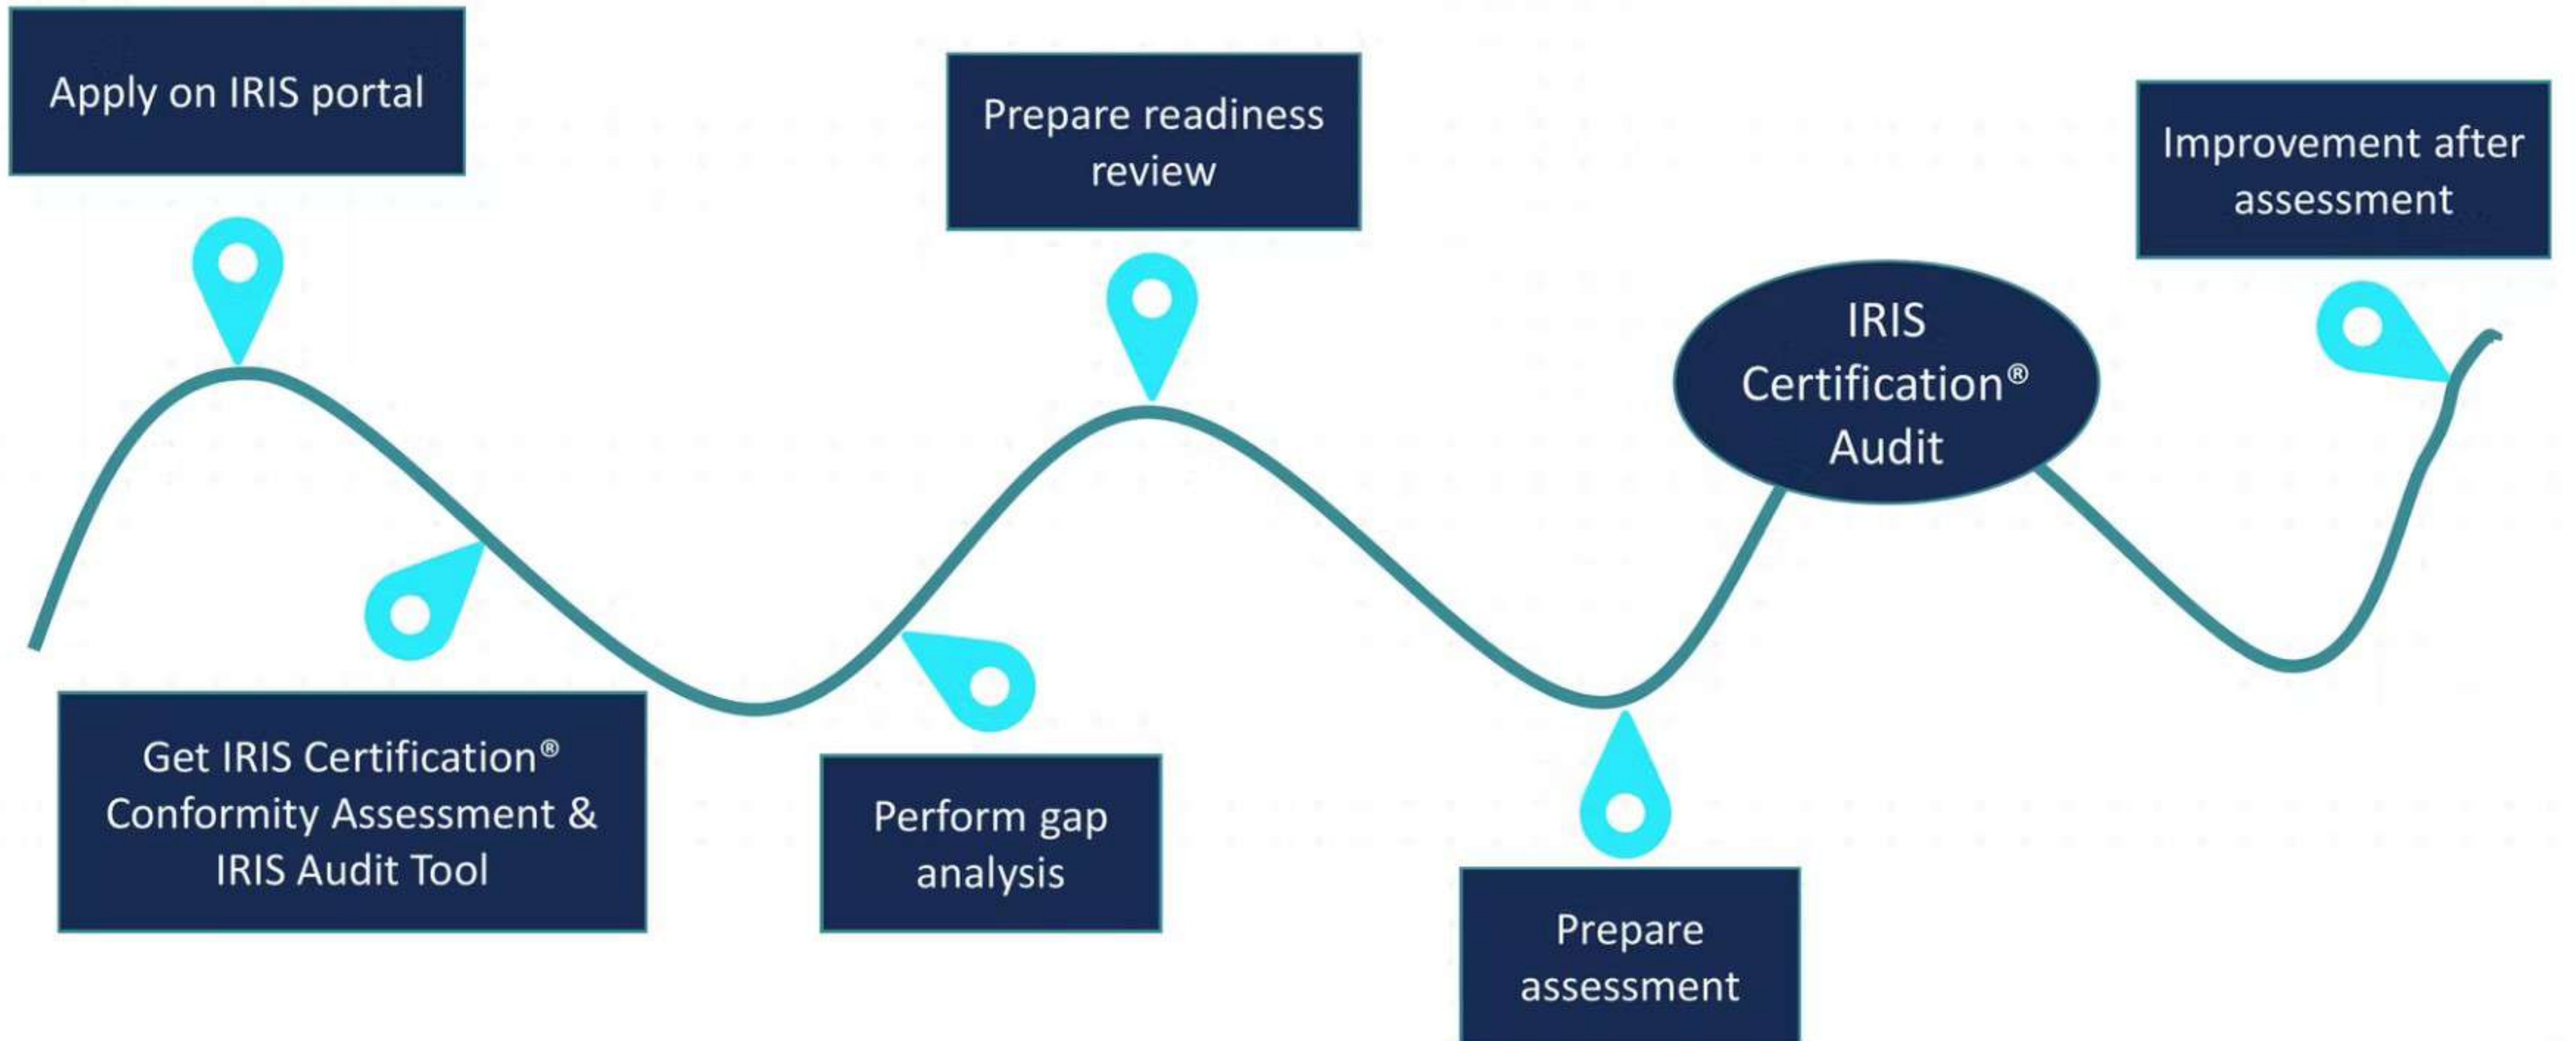 Apply on IRIS portal
Get IRIS Certification®
Conformity Assessment &
IRIS Audit Tool
Perform gap
analysis
Prepare readiness
review
Prepare
assessment
IRIS
Certification®
Audit
Improvement after
assessment